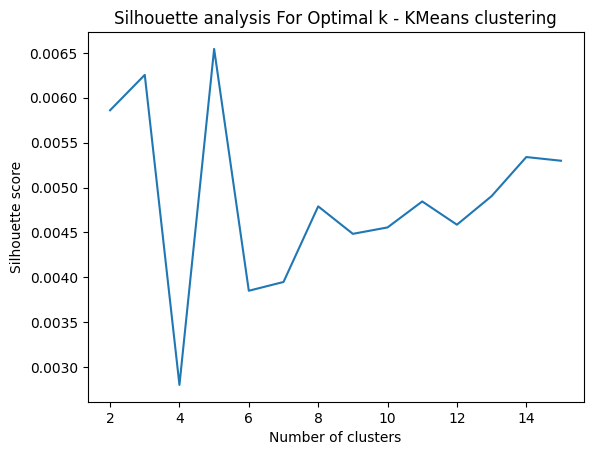 Silhouette analysis For Optimal k - KMeans clustering
0.0065
0.0060
0.0055
0.0050
0.0045
0.0040
0.0035
0.0030
Silhouette score
2 4 6 8 10 12 14
Number of clusters